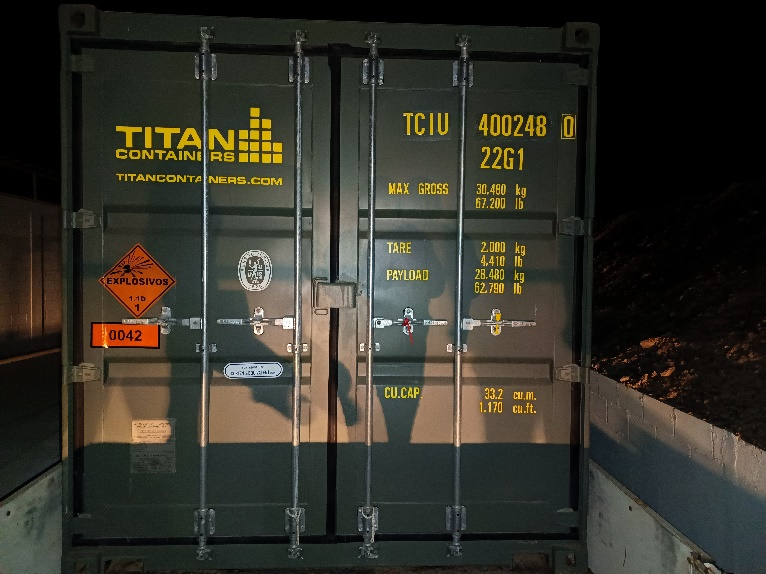 TITAN
CONTAINERS
TITANCONTAINERS.COM
EXPLOSIVOS
1.1D
1
0042
TCIU 400248 0
22G1
MAX GROSS 30.480 kg
67.200 lb
TARE 2.000 kg
4.410 lb
PAYLOAD 28.480 kg
62.790 lb
CU.CAP. 33.2 cu.m.
1.170 cu.ft.